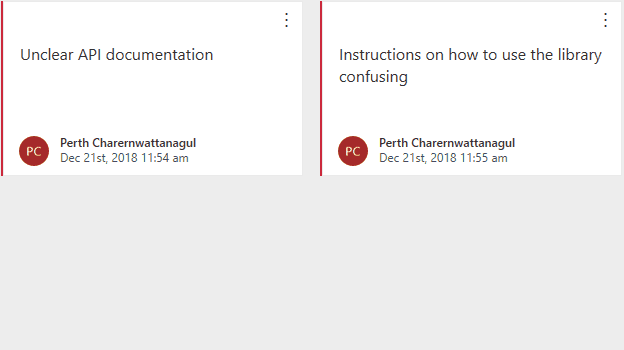 Unclear API documentation
PC
Perth Charernwattanagul
Dec 21st, 2018 11:54 am
Instructions on how to use the library
confusing
PC
Perth Charernwattanagul
Dec 21st, 2018 11:55 am